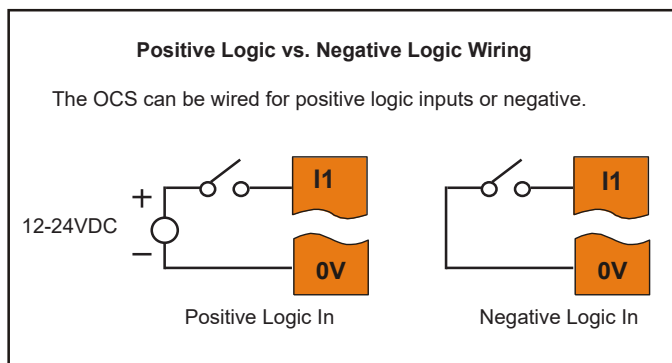 Positive Logic vs. Negative Logic Wiring
The OCS can be wired for positive logic inputs or negative.
I1
I1
+
12-24VDC
–
0V
0V
Positive Logic In
Negative Logic In